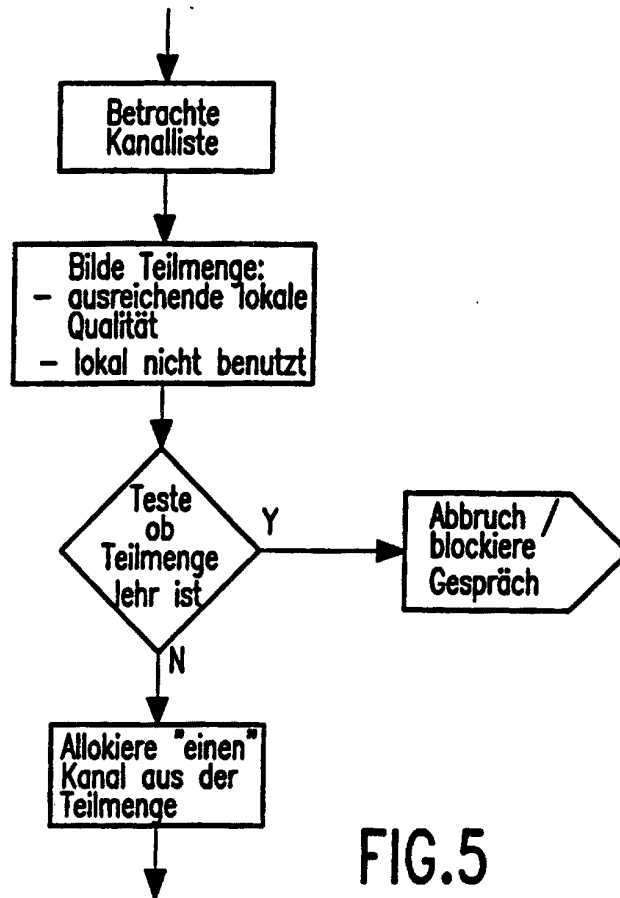 Betrachte
Kanalliste
Bilde Teilmenge:
– ausreichende lokale
Qualität
– lokal nicht benutzt
Teste
ob
Teilmenge
lehr ist
Y
Abbruch /
blockiere
Gespräch
N
Allokiere "einen"
Kanal aus der
Teilmenge
FIG.5